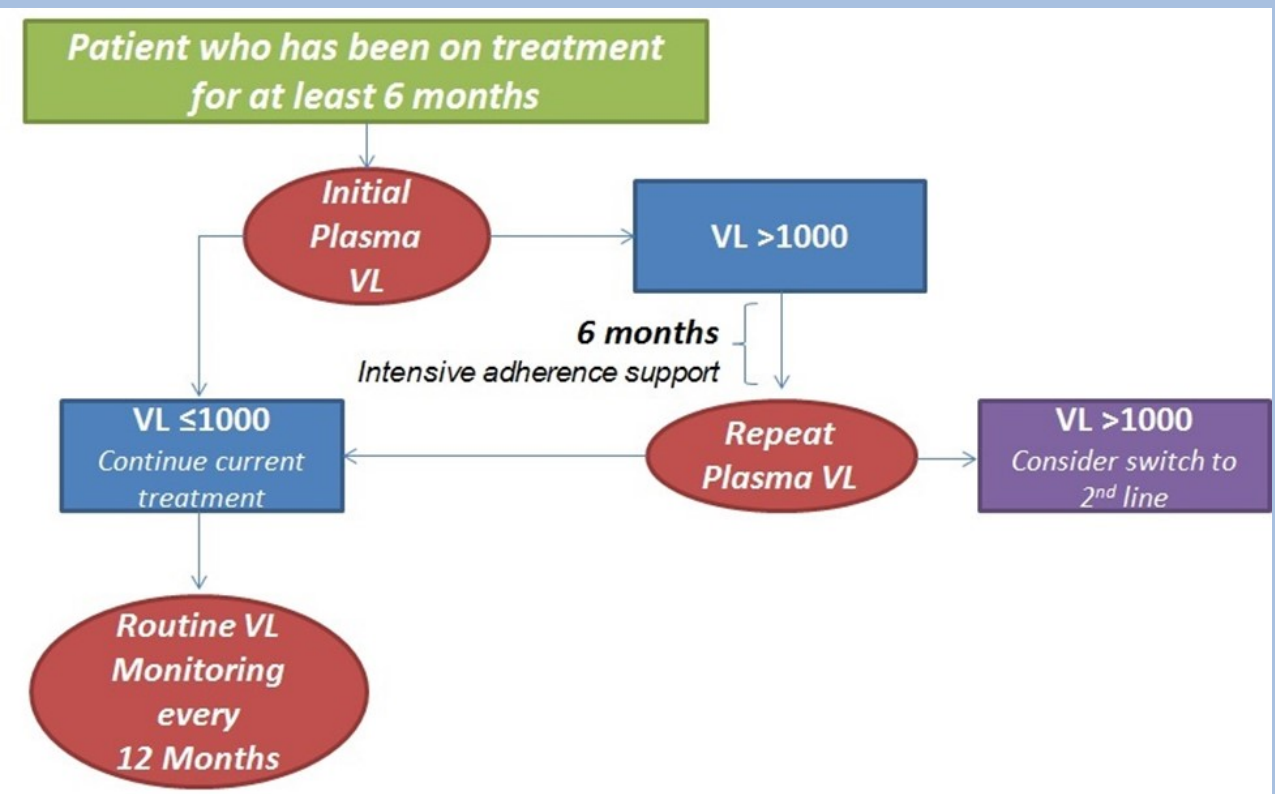 Patient who has been on treatment
for at least 6 months
Initial
Plasma
VL
VL >1000
6 months
Intensive adherence support
VL ≤1000
Continue current
treatment
Repeat
Plasma VL
VL >1000
Consider switch to
2nd line
Routine VL
Monitoring
every
12 Months